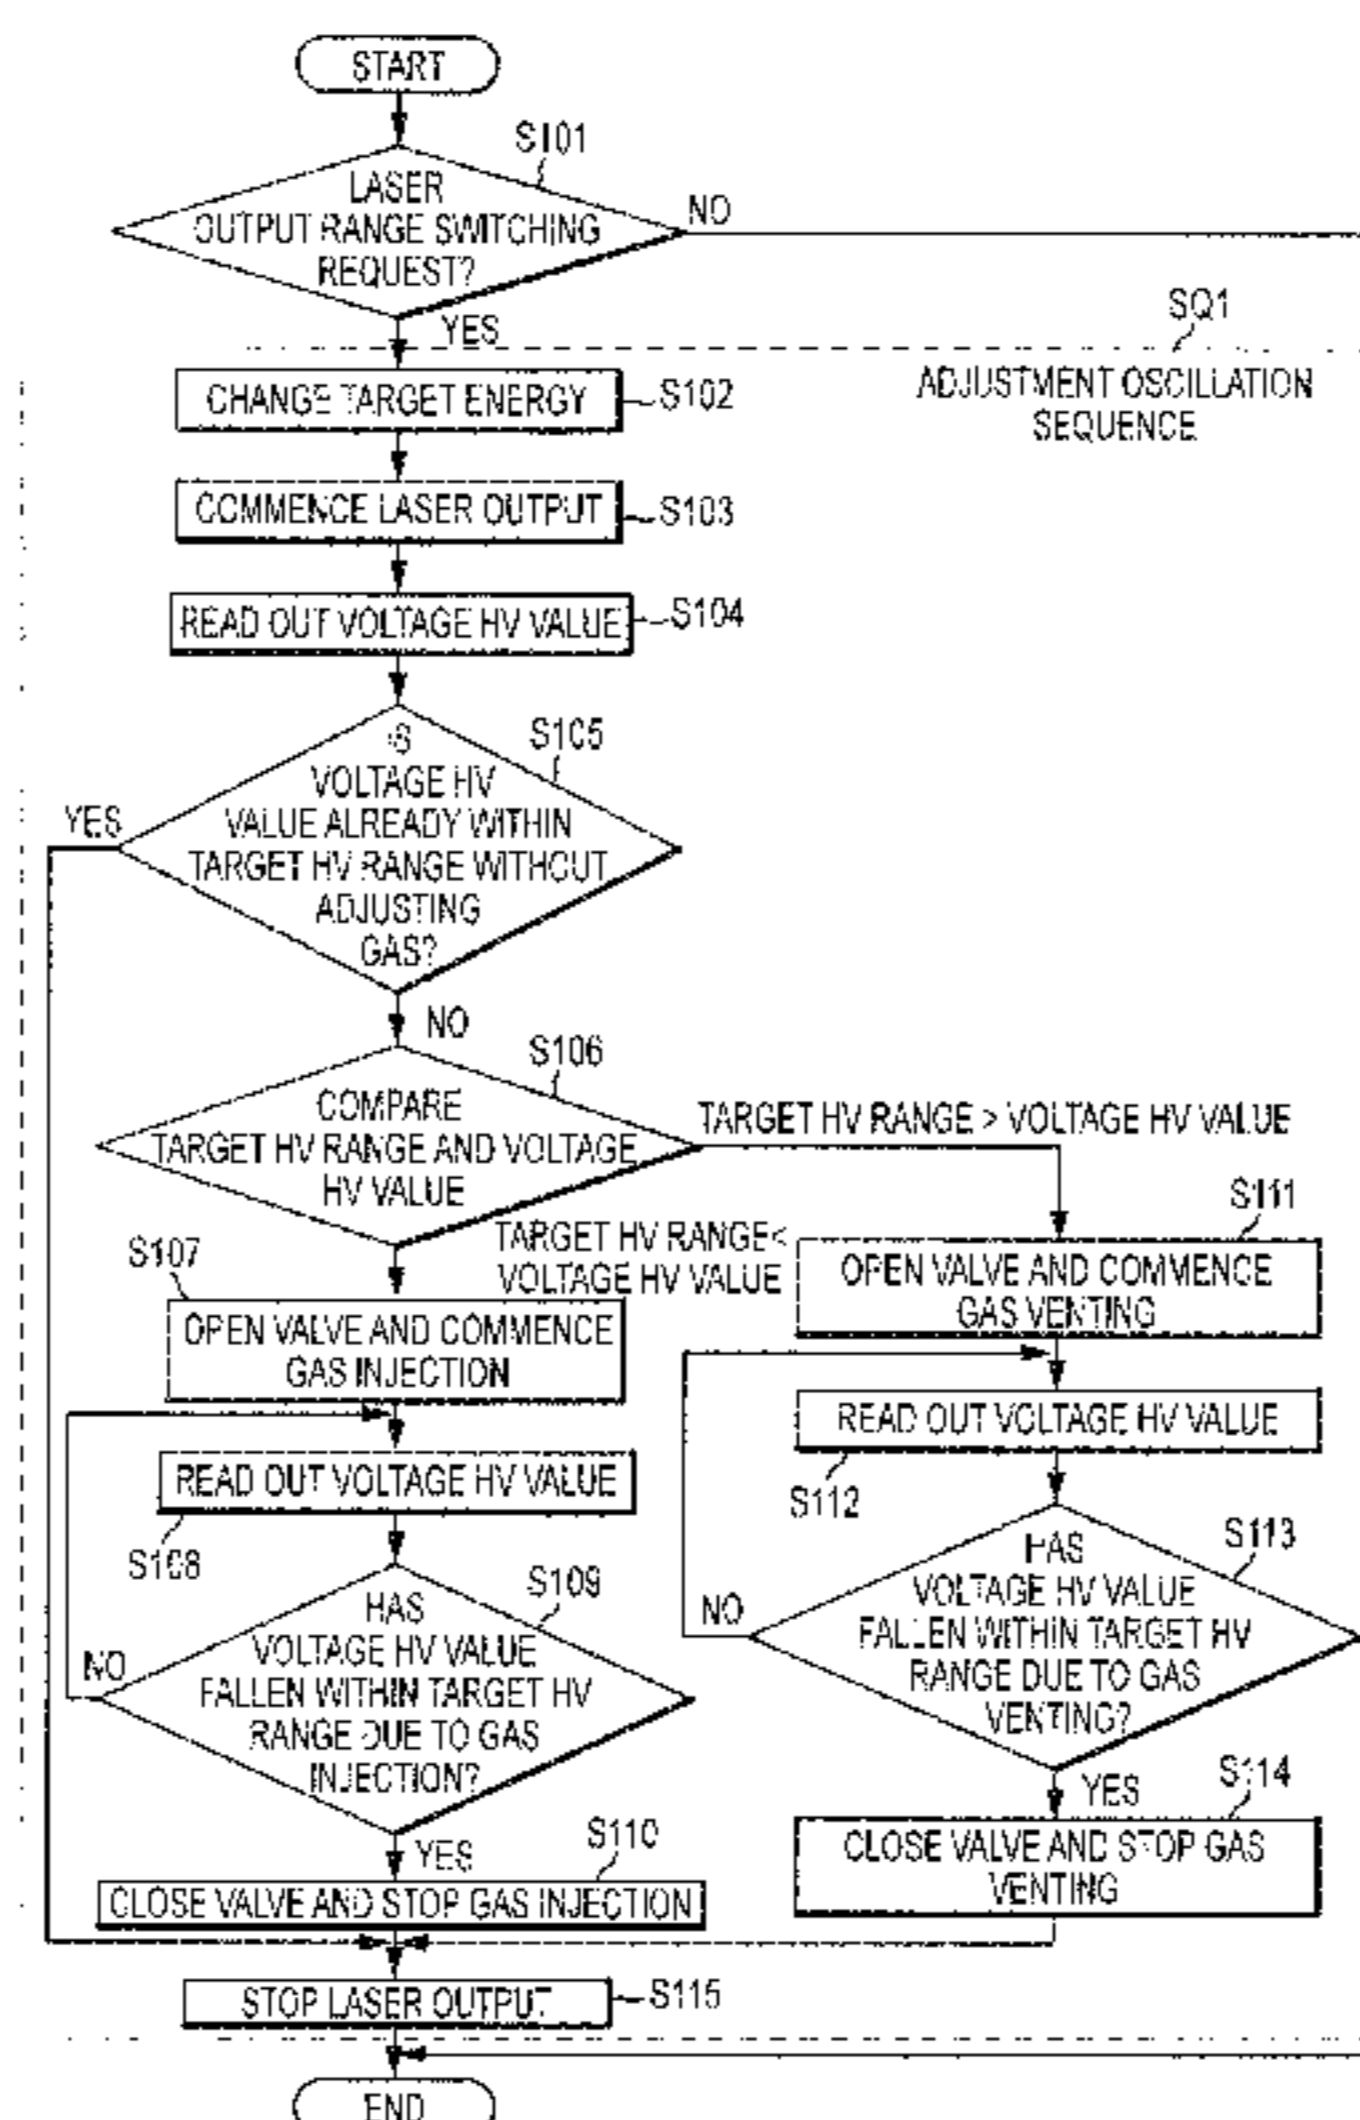 START
S101
LASER
OUTPUT RANGE SWITCHING
REQUEST?
NO
YES
SQ1
ADJUSTMENT OSCILLATION
SEQUENCE
CHANGE TARGET ENERGY
S102
COMMENCE LASER OUTPUT
S103
READ OUT VOLTAGE HV VALUE
S104
S105
IS
VOLTAGE HV
VALUE ALREADY WITHIN
TARGET HV RANGE WITHOUT
ADJUSTING
GAS?
YES
NO
S106
COMPARE
TARGET HV RANGE AND VOLTAGE
HV VALUE
TARGET HV RANGE > VOLTAGE HV VALUE
TARGET HV RANGE<
VOLTAGE HV VALUE
S107
OPEN VALVE AND COMMENCE
GAS INJECTION
READ OUT VOLTAGE HV VALUE
S108
S109
HAS
VOLTAGE HV VALUE
FALLEN WITHIN TARGET HV
RANGE DUE TO GAS
INJECTION?
NO
YES
S110
CLOSE VALVE AND STOP GAS INJECTION
S111
OPEN VALVE AND COMMENCE
GAS VENTING
READ OUT VOLTAGE HV VALUE
S112
S113
HAS
VOLTAGE HV VALUE
FALLEN WITHIN TARGET HV
RANGE DUE TO GAS
VENTING?
NO
YES
S114
CLOSE VALVE AND STOP GAS
VENTING
STOP LASER OUTPUT
S115
END